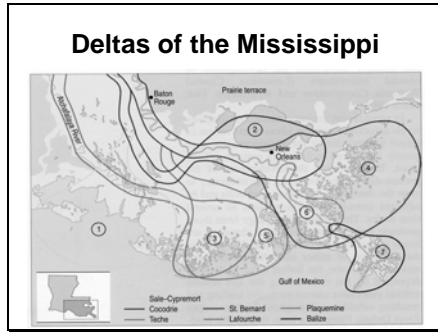 Deltas of the Mississippi
Baton
Rouge
Prairie terrace
Atchafalaya River
2
New
Orleans
4
1
3
5
6
7
Gulf of Mexico
Sale-Cypremort
Cocodrie
St. Bernard
Plaquemine
Teche
Lafourche
Balize